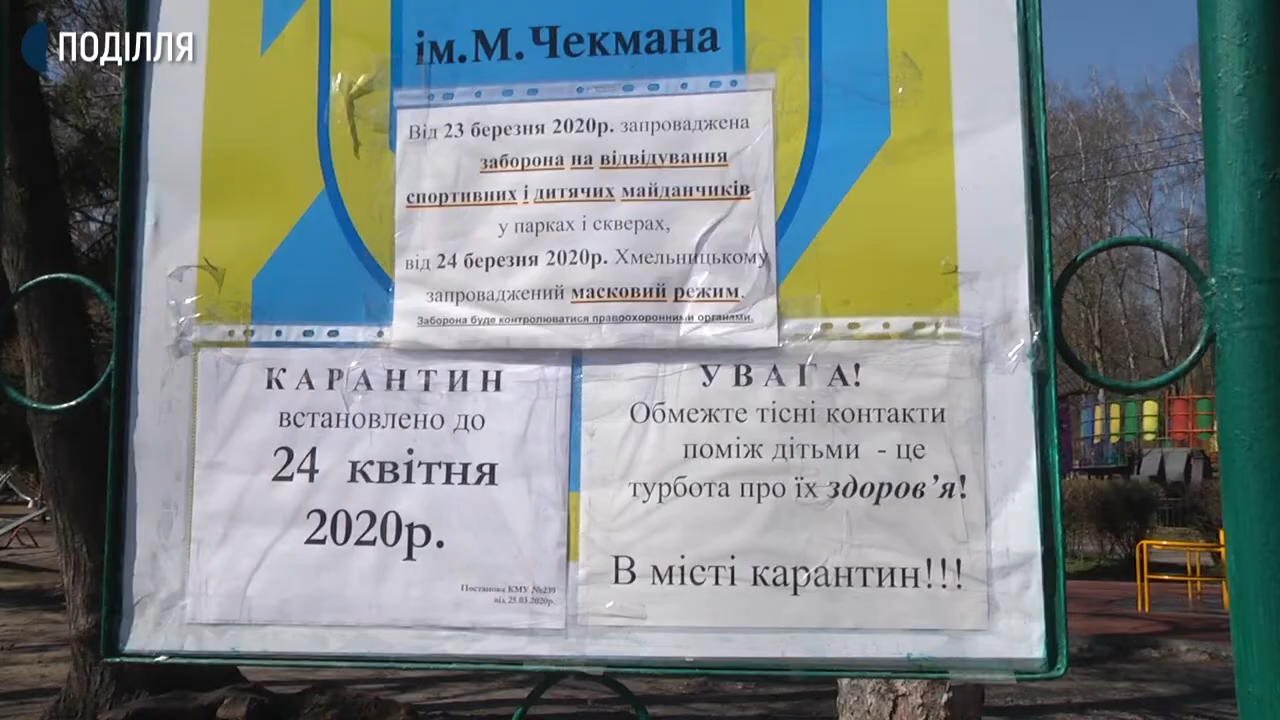 ПОДІЛЛЯ
ім.М.Чекмана
Від 23 березня 2020р. запроваджена
заборона на відвідування
спортивних і дитячих майданчиків
у парках і скверах,
від 24 березня 2020р. Хмельницькому
запроваджений масковий режим.
Заборона буде контролюватися правоохоронними органами.
КАРАНТИН
встановлено до
24 квітня
2020р.
Постанова КМУ №239
від 25.03.2020р.
УВАГА!
Обмежте тісні контакти
поміж дітьми - це
турбота про їх здоров'я!
В місті карантин!!!